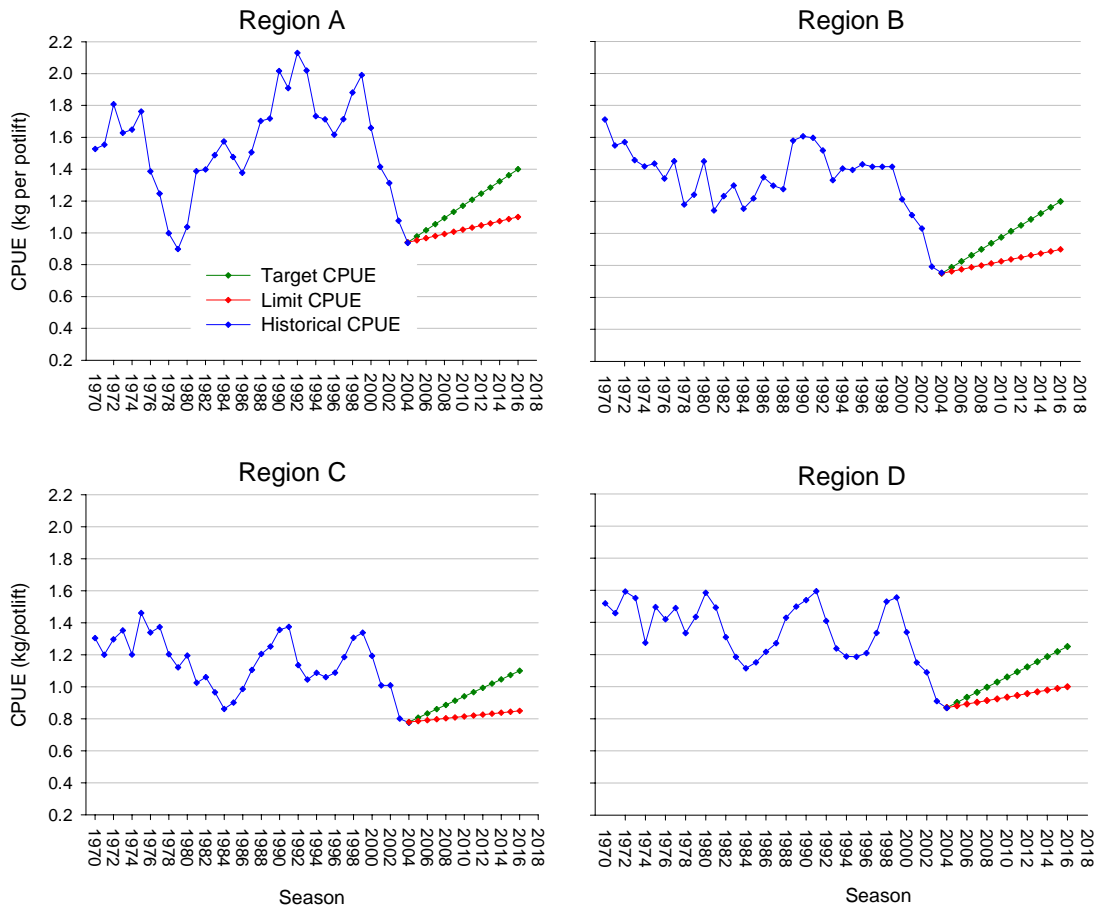 Region A
Region B
CPUE (kg per potlift)
2.2
2.0
1.8
1.6
1.4
1.2
1.0
0.8
0.6
0.4
0.2
Target CPUE
Limit CPUE
Historical CPUE
1970 1972 1974 1976 1978 1980 1982 1984 1986 1988 1990 1992 1994 1996 1998 2000 2002 2004 2006 2008 2010 2012 2014 2016 2018
1970 1972 1974 1976 1978 1980 1982 1984 1986 1988 1990 1992 1994 1996 1998 2000 2002 2004 2006 2008 2010 2012 2014 2016 2018
Region C
Region D
CPUE (kg/potlift)
2.2
2.0
1.8
1.6
1.4
1.2
1.0
0.8
0.6
0.4
0.2
1970 1972 1974 1976 1978 1980 1982 1984 1986 1988 1990 1992 1994 1996 1998 2000 2002 2004 2006 2008 2010 2012 2014 2016 2018
1970 1972 1974 1976 1978 1980 1982 1984 1986 1988 1990 1992 1994 1996 1998 2000 2002 2004 2006 2008 2010 2012 2014 2016 2018
Season
Season